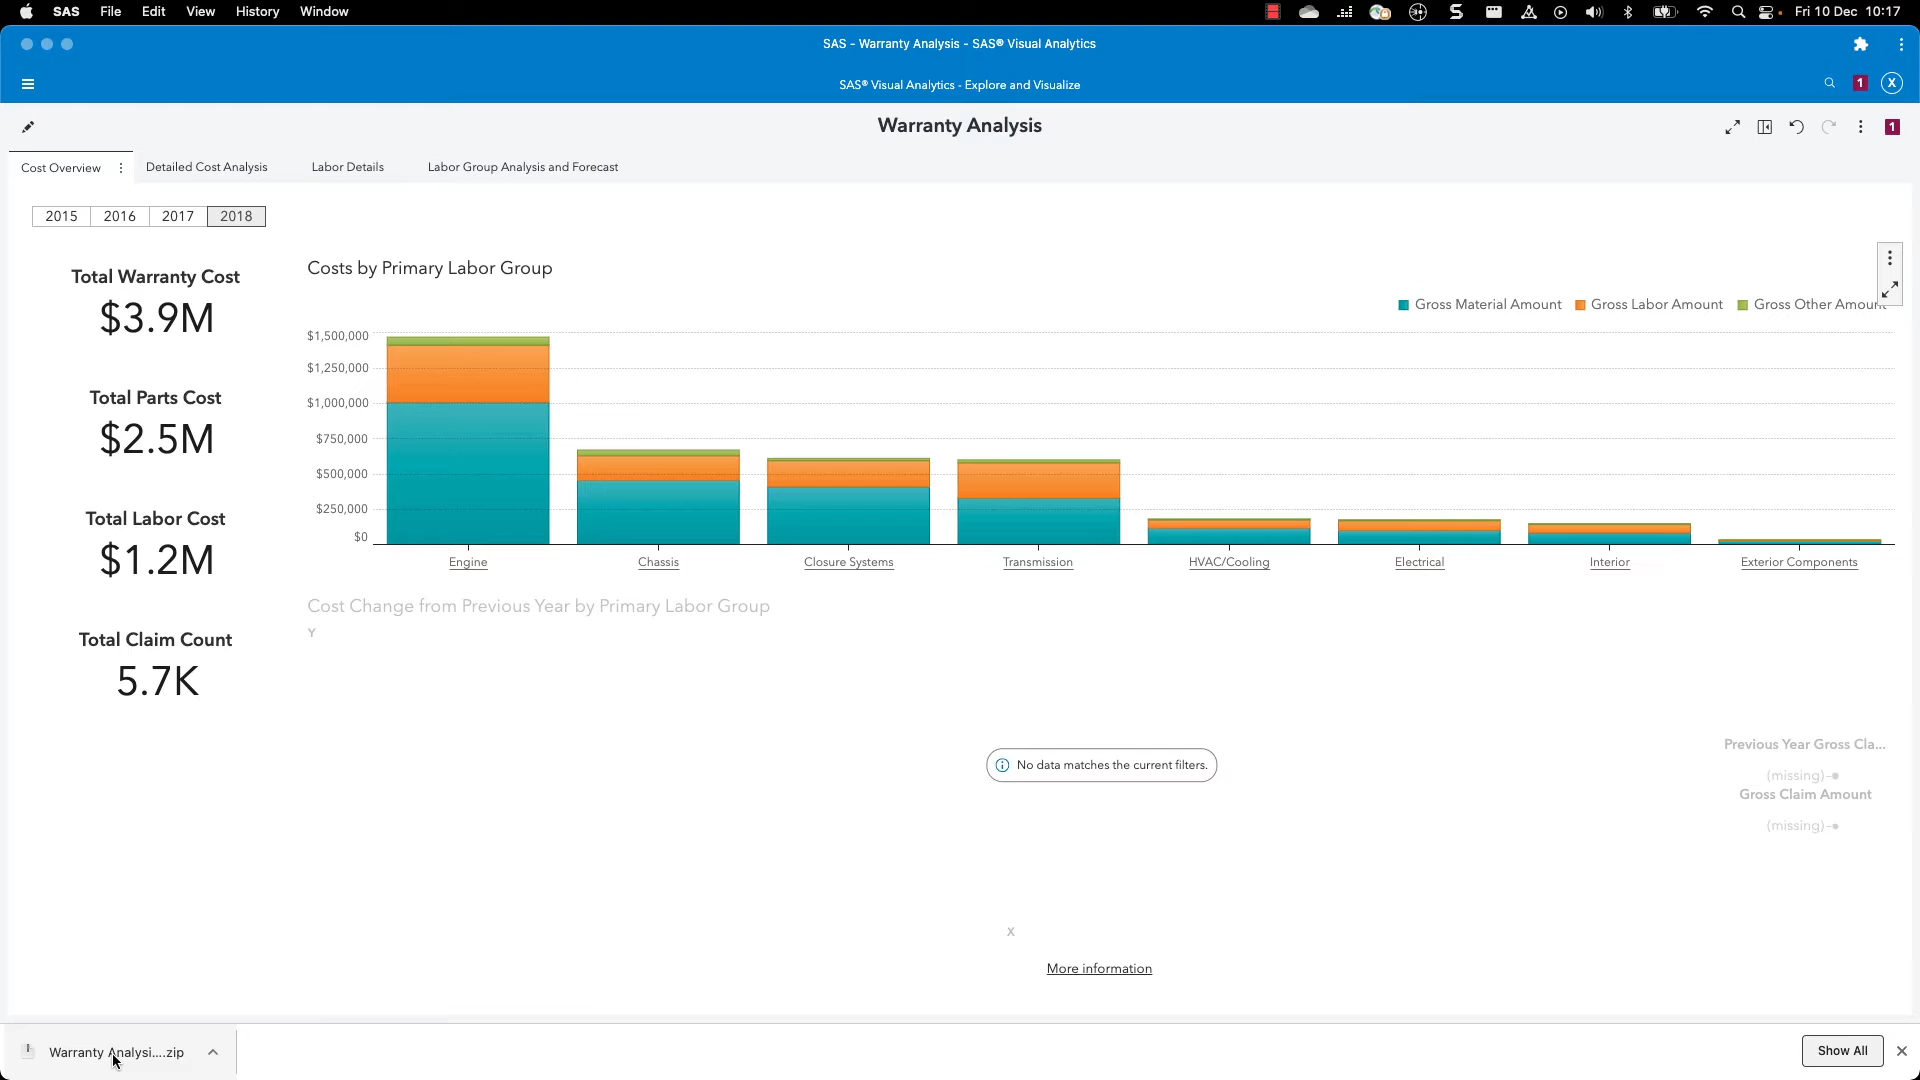 SAS File Edit View History Window
Fri 10 Dec 10:17
SAS - Warranty Analysis - SAS® Visual Analytics
SAS® Visual Analytics - Explore and Visualize
1
X
Warranty Analysis
1
Cost Overview
Detailed Cost Analysis
Labor Details
Labor Group Analysis and Forecast
2015 2016 2017 2018
Total Warranty Cost
$3.9M
Total Parts Cost
$2.5M
Total Labor Cost
$1.2M
Total Claim Count
5.7K
Costs by Primary Labor Group
Gross Material Amount Gross Labor Amount Gross Other Amount
$1,500,000
$1,250,000
$1,000,000
$750,000
$500,000
$250,000
$0
Engine Chassis Closure Systems Transmission HVAC/Cooling Electrical Interior Exterior Components
Cost Change from Previous Year by Primary Labor Group
Y
No data matches the current filters.
Previous Year Gross Cla...
(missing)
Gross Claim Amount
(missing)
X
More information
Warranty Analysi....zip
Show All